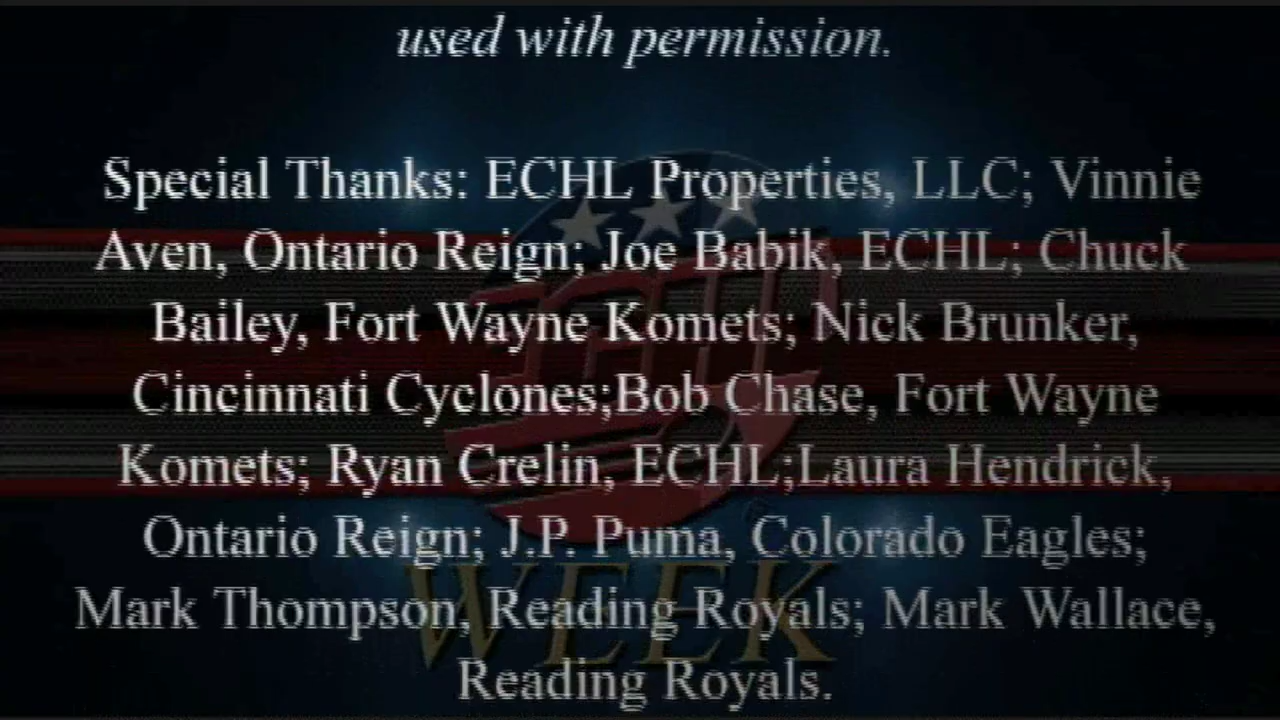 used with permission.
Special Thanks: ECHL Properties, LLC; Vinnie
Aven, Ontario Reign; Joe Babik, ECHL; Chuck
Bailey, Fort Wayne Komets; Nick Brunker,
Cincinnati Cyclones;Bob Chase, Fort Wayne
Komets; Ryan Crelin, ECHL;Laura Hendrick,
Ontario Reign; J.P. Puma, Colorado Eagles;
Mark Thompson, Reading Royals; Mark Wallace,
Reading Royals.
ECHL
WEEK